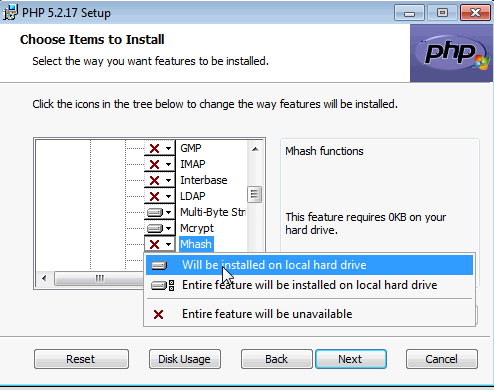 PHP 5.2.17 Setup
Choose Items to Install
Select the way you want features to be installed.
php
Click the icons in the tree below to change the way features will be installed.
GMP
IMAP
Interbase
LDAP
Multi-Byte Str
Mcrypt
Mhash
Mhash functions
This feature requires 0KB on your
hard drive.
Will be installed on local hard drive
Entire feature will be installed on local hard drive
Entire feature will be unavailable
Reset
Disk Usage
Back
Next
Cancel